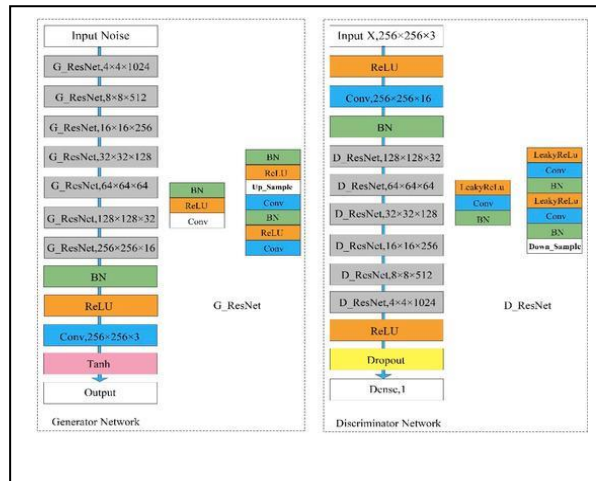 Input Noise
G_ResNet,4×4×1024
G_ResNet,8×8×512
G_ResNet,16×16×256
G_ResNet,32×32×128
G_ResNet,64×64×64
G_ResNet,128×128×32
G_ResNet,256×256×16
BN
ReLU
Conv,256×256×3
Tanh
Output
BN
ReLU
Conv
BN
ReLU
Up_Sample
Conv
BN
ReLU
Conv
G_ResNet
Generator Network
Input X,256×256×3
ReLU
Conv,256×256×16
BN
D_ResNet,128×128×32
D_ResNet,64×64×64
D_ResNet,32×32×128
D_ResNet,16×16×256
D_ResNet,8×8×512
D_ResNet,4×4×1024
ReLU
Dropout
Dense,1
LeakyReLu
Conv
BN
LeakyReLu
Conv
BN
LeakyReLu
Conv
BN
Down_Sample
D_ResNet
Discriminator Network